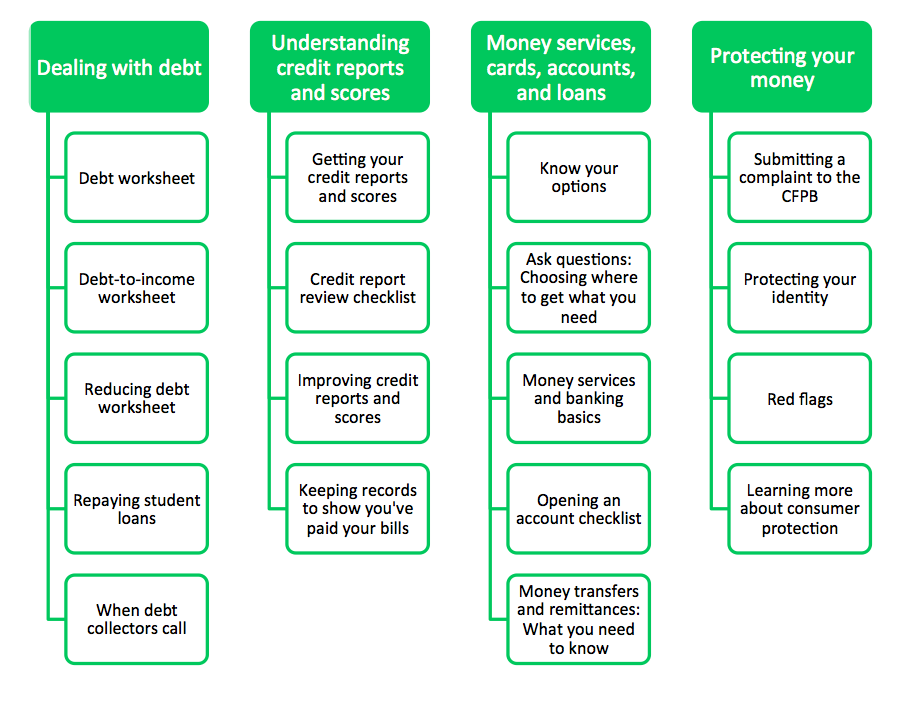 Dealing with debt
Debt worksheet
Debt-to-income
worksheet
Reducing debt
worksheet
Repaying student
loans
When debt
collectors call
Understanding
credit reports
and scores
Getting your
credit reports
and scores
Credit report
review checklist
Improving credit
reports and
scores
Keeping records
to show you've
paid your bills
Money services,
cards, accounts,
and loans
Know your
options
Ask questions:
Choosing where
to get what you
need
Money services
and banking
basics
Opening an
account checklist
Money transfers
and remittances:
What you need
to know
Protecting your
money
Submitting a
complaint to the
CFPB
Protecting your
identity
Red flags
Learning more
about consumer
protection